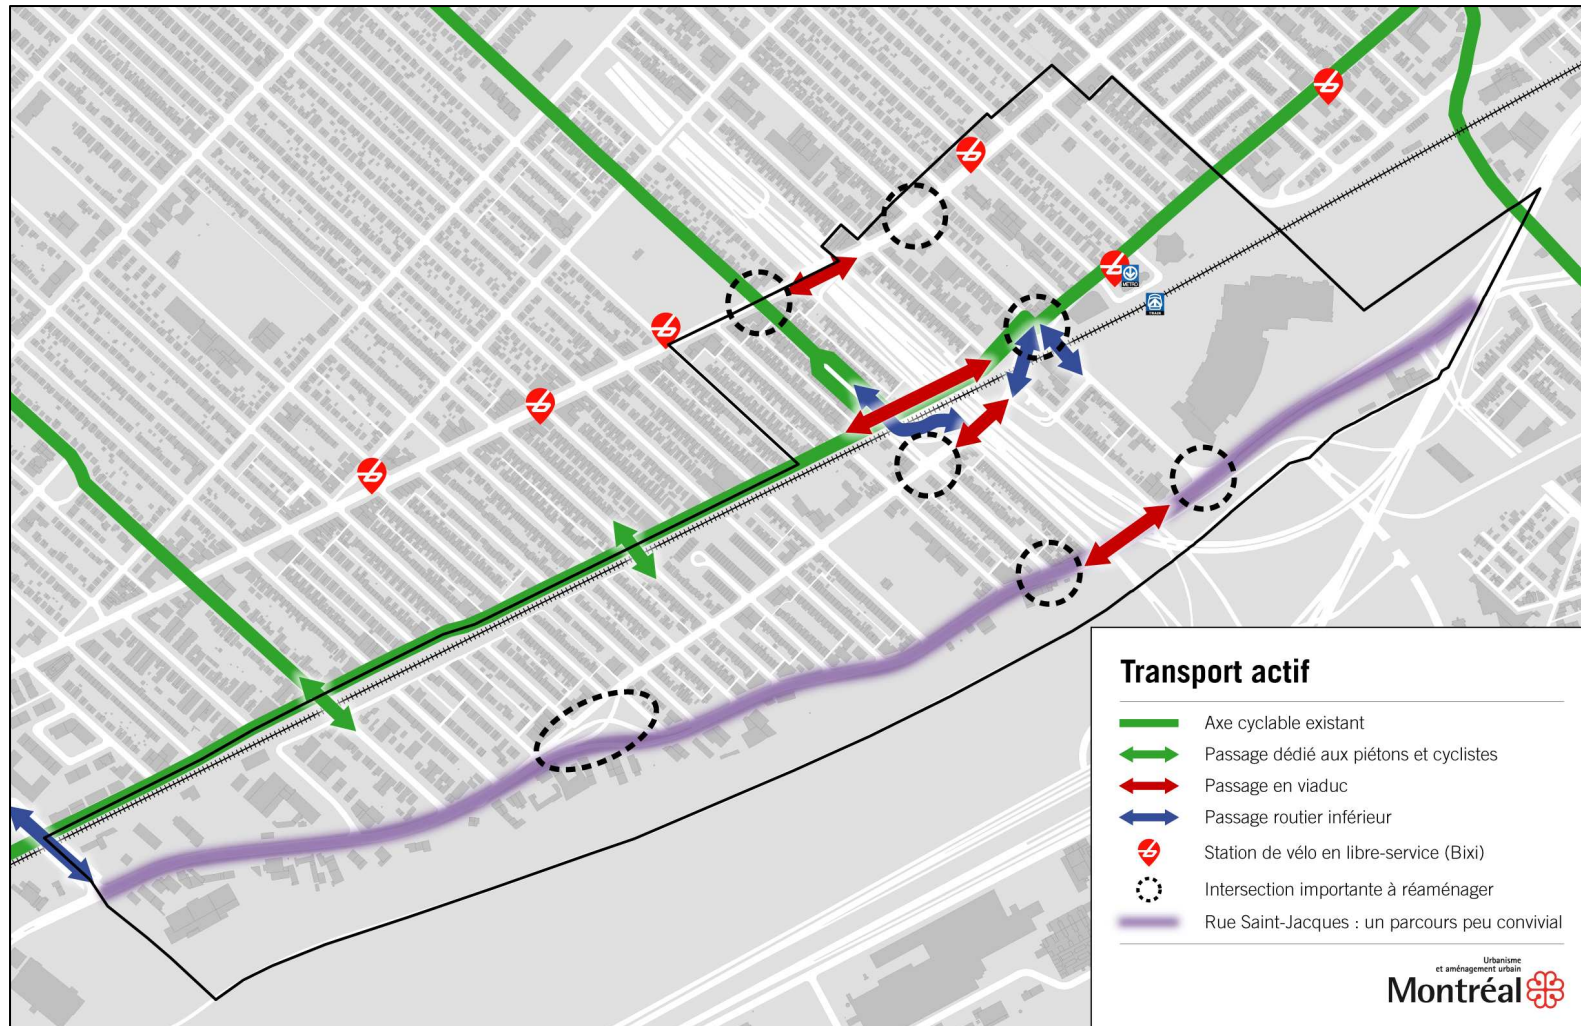 MÉTRO
TRAIN
Transport actif
Axe cyclable existant
Passage dédié aux piétons et cyclistes
Passage en viaduc
Passage routier inférieur
Station de vélo en libre-service (Bixi)
Intersection importante à réaménager
Rue Saint-Jacques : un parcours peu convivial
Urbanisme
et aménagement urbain
Montréal